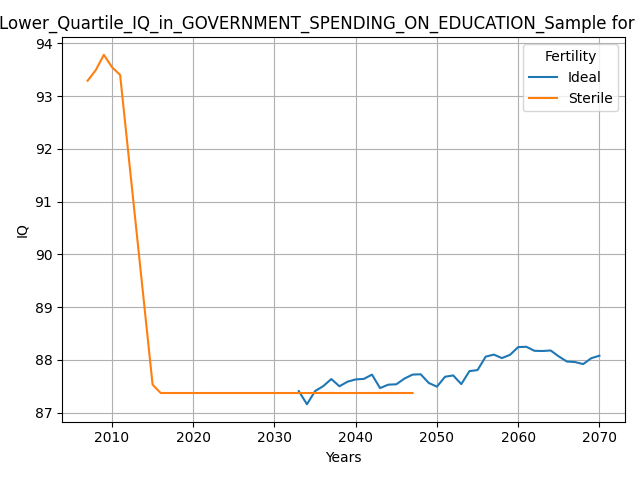 Lower_Quartile_IQ_in_GOVERNMENT_SPENDING_ON_EDUCATION_Sample for
94
93
92
91
90
89
88
87
IQ
Fertility
Ideal
Sterile
2010 2020 2030 2040 2050 2060 2070
Years